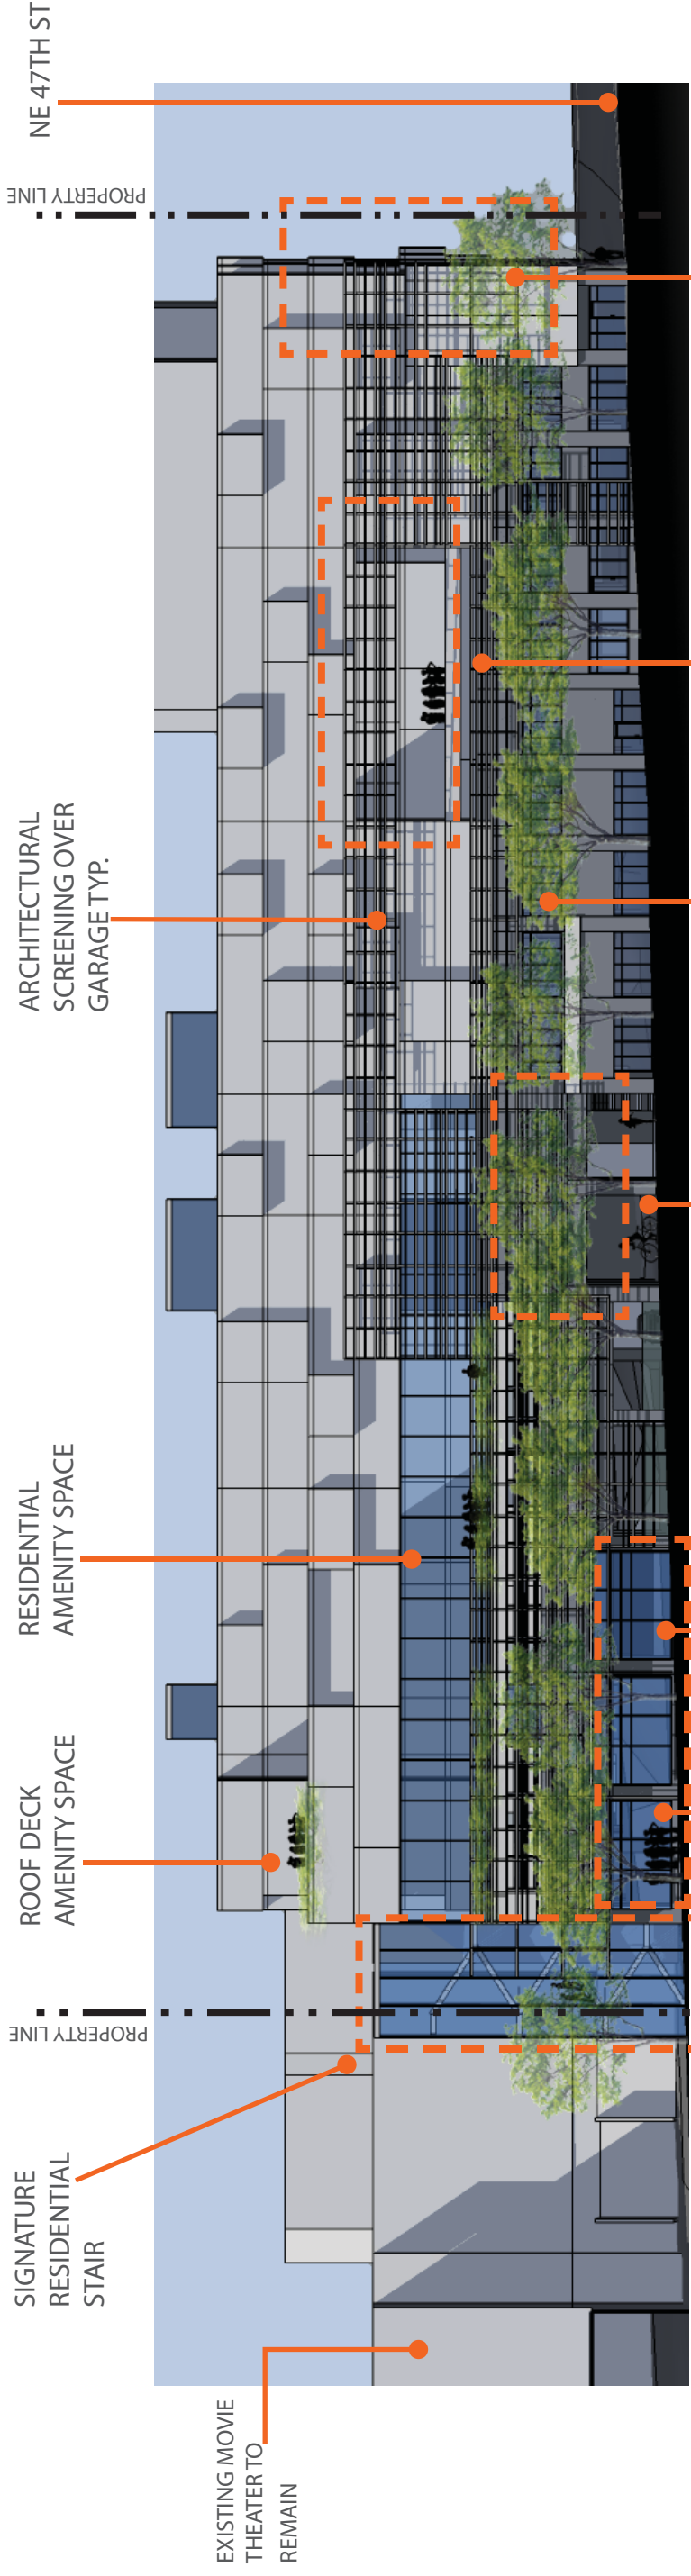 EXISTING MOVIE
THEATER TO
REMAIN
SIGNATURE
RESIDENTIAL
STAIR
PROPERTY LINE
ROOF DECK
AMENITY SPACE
RESIDENTIAL
AMENITY SPACE
ARCHITECTURAL
SCREENING OVER
GARAGE TYP.
PROPERTY LINE
NE 47TH ST